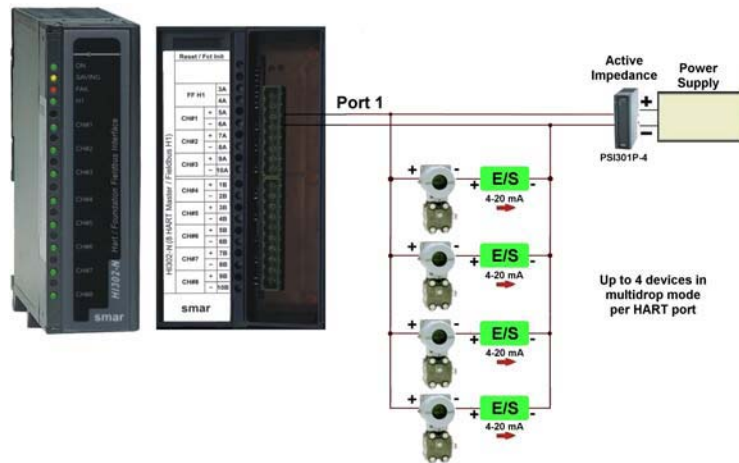 ON
SAVING
FAIL
H1
CH#1
CH#2
CH#3
CH#4
CH#5
CH#6
CH#7
CH#8
HI302-N Hart / Foundation Fieldbus Interface
smar
Reset / Fct Init
FF H1
3A
4A
CH#1 + 5A
− 6A
CH#2 + 7A
− 8A
CH#3 + 9A
− 10A
CH#4 + 1B
− 2B
CH#5 + 3B
− 4B
CH#6 + 5B
− 6B
CH#7 + 7B
− 8B
CH#8 + 9B
− 10B
HI302-N (8 HART Master / Fieldbus H1)
smar
Port 1
Active
Impedance
+
−
PSI301P-4
Power
Supply
+ - + E/S -
4-20 mA
+ - + E/S -
4-20 mA
+ - + E/S -
4-20 mA
+ - + E/S -
4-20 mA
Up to 4 devices in
multidrop mode
per HART port